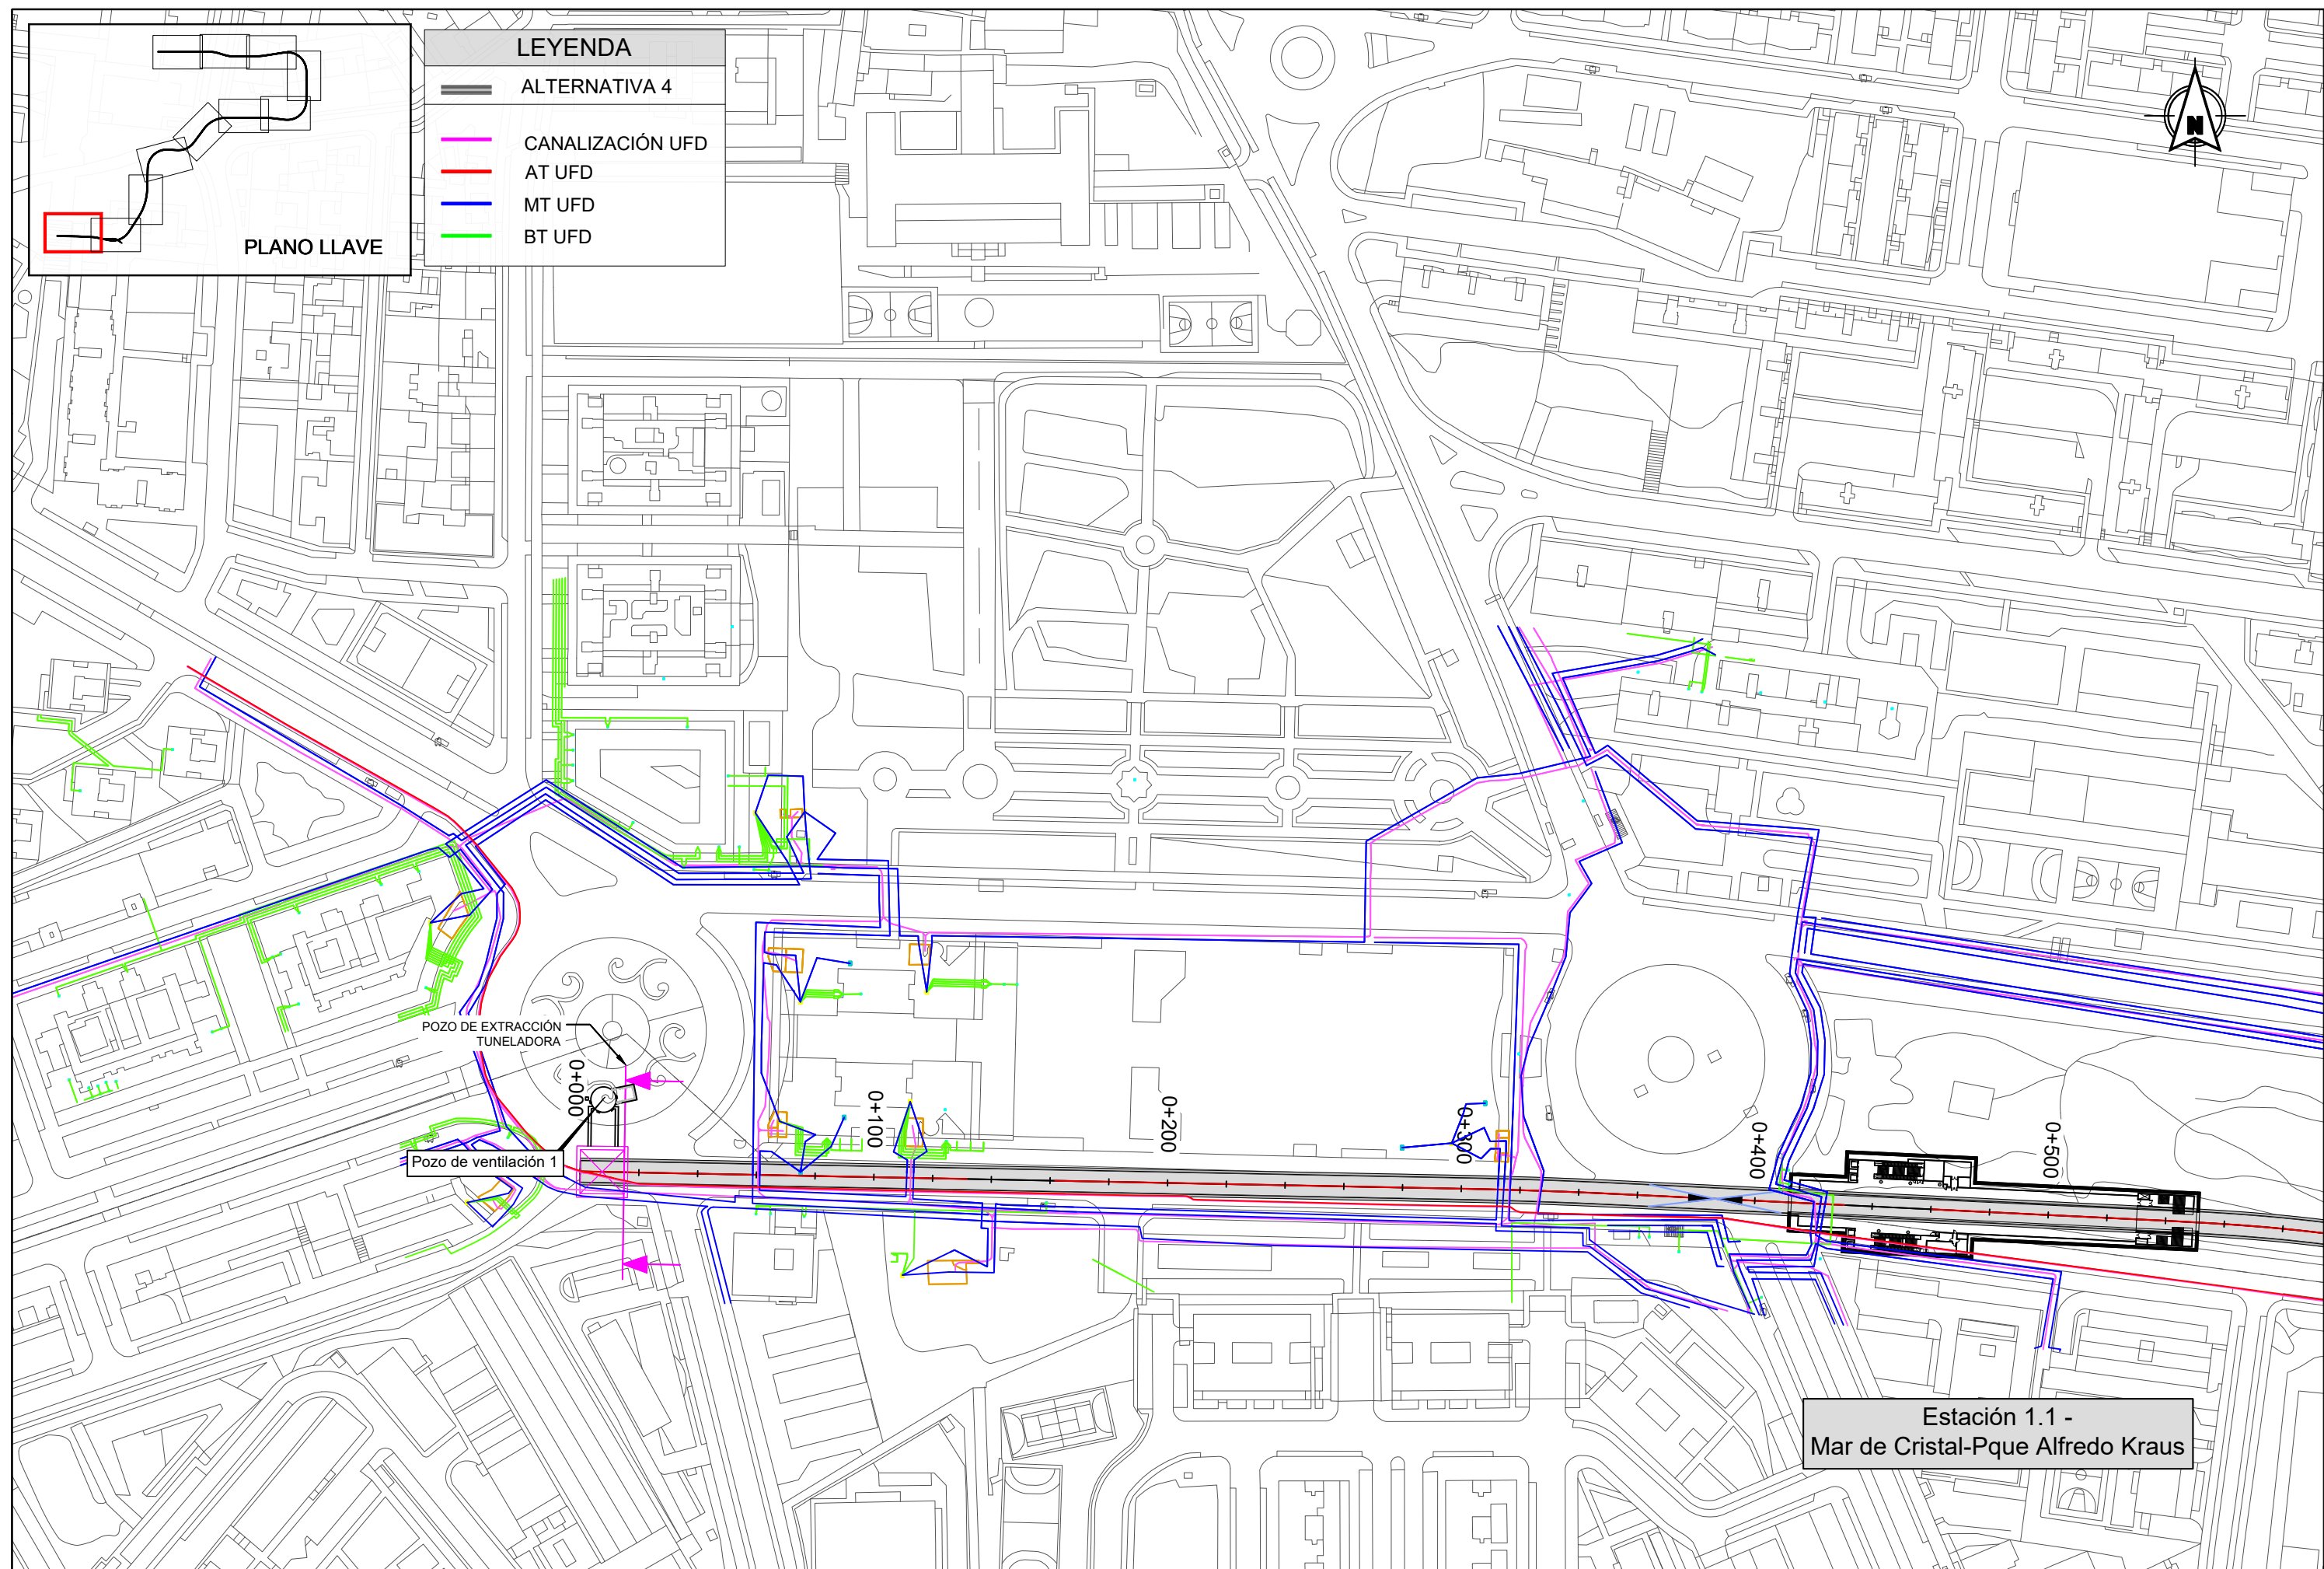 LEYENDA
ALTERNATIVA 4
CANALIZACIÓN UFD
AT UFD
MT UFD
BT UFD
PLANO LLAVE
N
POZO DE EXTRACCIÓN
TUNELADORA
0+000
Pozo de ventilación 1
0+100
0+200
0+300
0+400
0+500
Estación 1.1 -
Mar de Cristal-Pque Alfredo Kraus